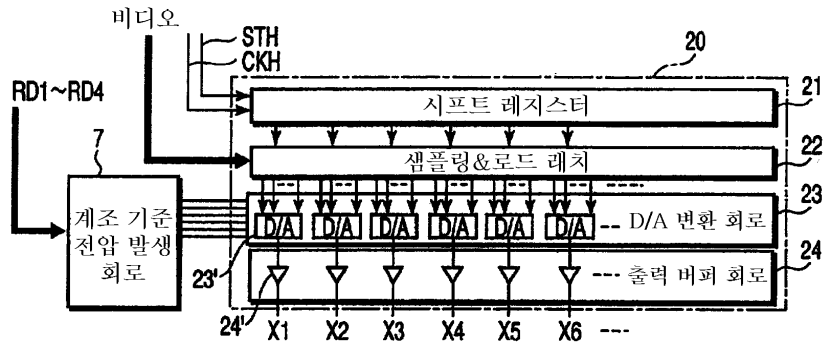 비디오
STH
CKH
20
RD1~RD4
21
시프트 레지스터
7
22
샘플링&로드 래치
23
계조 기준
전압 발생
회로
D/A D/A D/A D/A D/A D/A D/A 변환 회로
23'
24
출력 버퍼 회로
24'
X1 X2 X3 X4 X5 X6